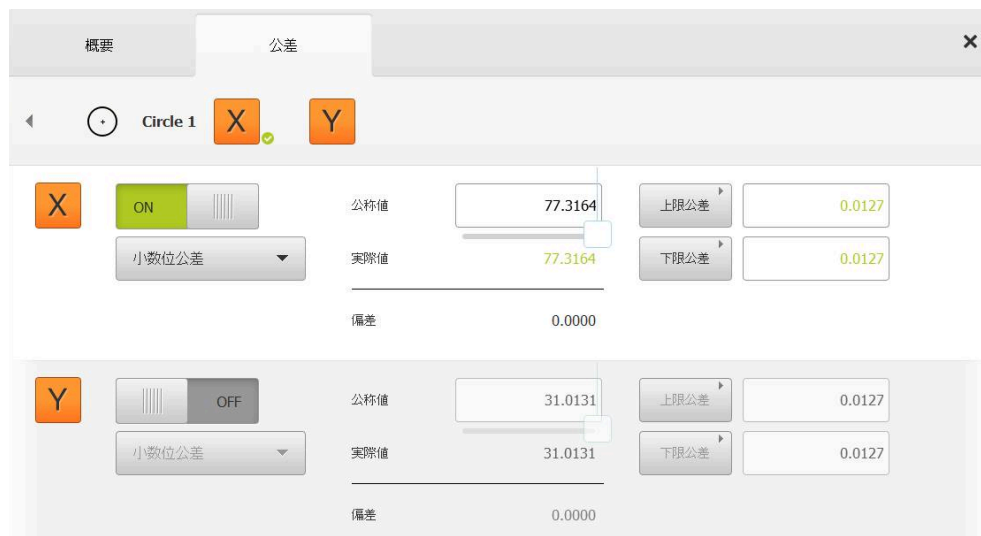 概要 公差
Circle 1 X Y
X ON 公称値 77.3164 上限公差 0.0127
小数位公差 実際値 77.3164 下限公差 0.0127
偏差 0.0000
Y OFF 公称値 31.0131 上限公差 0.0127
小数位公差 実際値 31.0131 下限公差 0.0127
偏差 0.0000